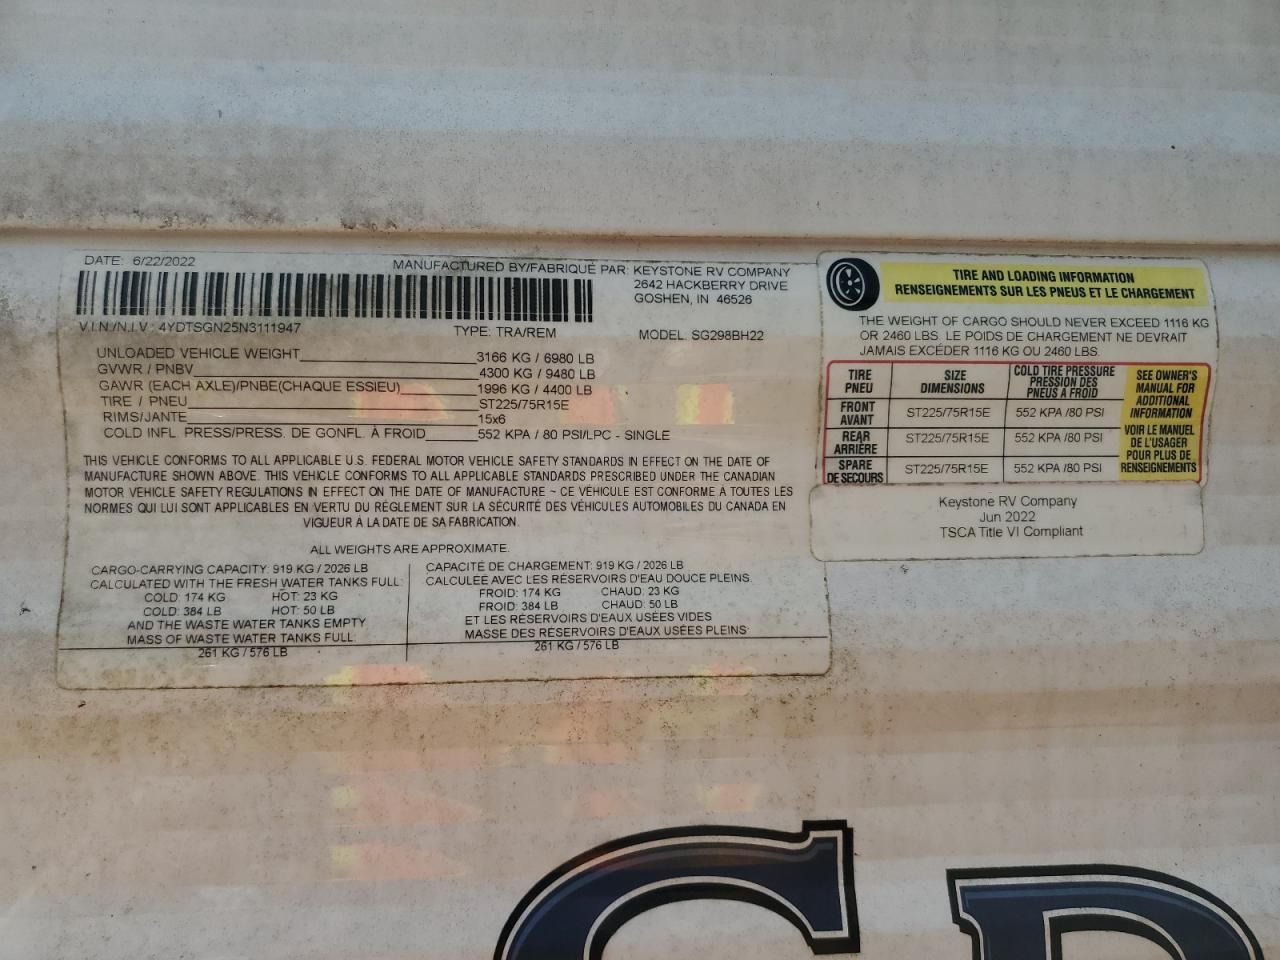 DATE: 6/22/2022
MANUFACTURED BY/FABRIQUÉ PAR: KEYSTONE RV COMPANY
2642 HACKBERRY DRIVE
GOSHEN, IN 46526
V.I.N./N.I.V.: 4YDTSGN25N3111947 TYPE: TRA/REM MODEL: SG298BH22
UNLOADED VEHICLE WEIGHT 3166 KG / 6980 LB
GVWR / PNBV 4300 KG / 9480 LB
GAWR (EACH AXLE)/PNBE(CHAQUE ESSIEU) 1996 KG / 4400 LB
TIRE / PNEU ST225/75R15E
RIMS/JANTE 15x6
COLD INFL. PRESS/PRESS. DE GONFL. À FROID 552 KPA / 80 PSI/LPC - SINGLE
THIS VEHICLE CONFORMS TO ALL APPLICABLE U.S. FEDERAL MOTOR VEHICLE SAFETY STANDARDS IN EFFECT ON THE DATE OF
MANUFACTURE SHOWN ABOVE. THIS VEHICLE CONFORMS TO ALL APPLICABLE STANDARDS PRESCRIBED UNDER THE CANADIAN
MOTOR VEHICLE SAFETY REGULATIONS IN EFFECT ON THE DATE OF MANUFACTURE ~ CE VÉHICULE EST CONFORME À TOUTES LES
NORMES QUI LUI SONT APPLICABLES EN VERTU DU RÈGLEMENT SUR LA SÉCURITÉ DES VÉHICULES AUTOMOBILES DU CANADA EN
VIGUEUR À LA DATE DE SA FABRICATION.
ALL WEIGHTS ARE APPROXIMATE.
CARGO-CARRYING CAPACITY: 919 KG / 2026 LB
CALCULATED WITH THE FRESH WATER TANKS FULL:
COLD: 174 KG HOT: 23 KG
COLD: 384 LB HOT: 50 LB
AND THE WASTE WATER TANKS EMPTY
MASS OF WASTE WATER TANKS FULL:
261 KG / 576 LB
CAPACITÉ DE CHARGEMENT: 919 KG / 2026 LB
CALCULÉE AVEC LES RÉSERVOIRS D'EAU DOUCE PLEINS.
FROID: 174 KG CHAUD: 23 KG
FROID: 384 LB CHAUD: 50 LB
ET LES RÉSERVOIRS D'EAUX USÉES VIDES
MASSE DES RÉSERVOIRS D'EAUX USÉES PLEINS
261 KG / 576 LB
TIRE AND LOADING INFORMATION
RENSEIGNEMENTS SUR LES PNEUS ET LE CHARGEMENT
THE WEIGHT OF CARGO SHOULD NEVER EXCEED 1116 KG
OR 2460 LBS. LE POIDS DE CHARGEMENT NE DEVRAIT
JAMAIS EXCÉDER 1116 KG OU 2460 LBS.
TIRE
PNEU
SIZE
DIMENSIONS
COLD TIRE PRESSURE
PRESSION DES
PNEUS À FROID
FRONT
AVANT
ST225/75R15E
552 KPA /80 PSI
REAR
ARRIÈRE
ST225/75R15E
552 KPA /80 PSI
SPARE
DE SECOURS
ST225/75R15E
552 KPA /80 PSI
SEE OWNER'S
MANUAL FOR
ADDITIONAL
INFORMATION
VOIR LE MANUEL
DE L'USAGER
POUR PLUS DE
RENSEIGNEMENTS
Keystone RV Company
Jun 2022
TSCA Title VI Compliant